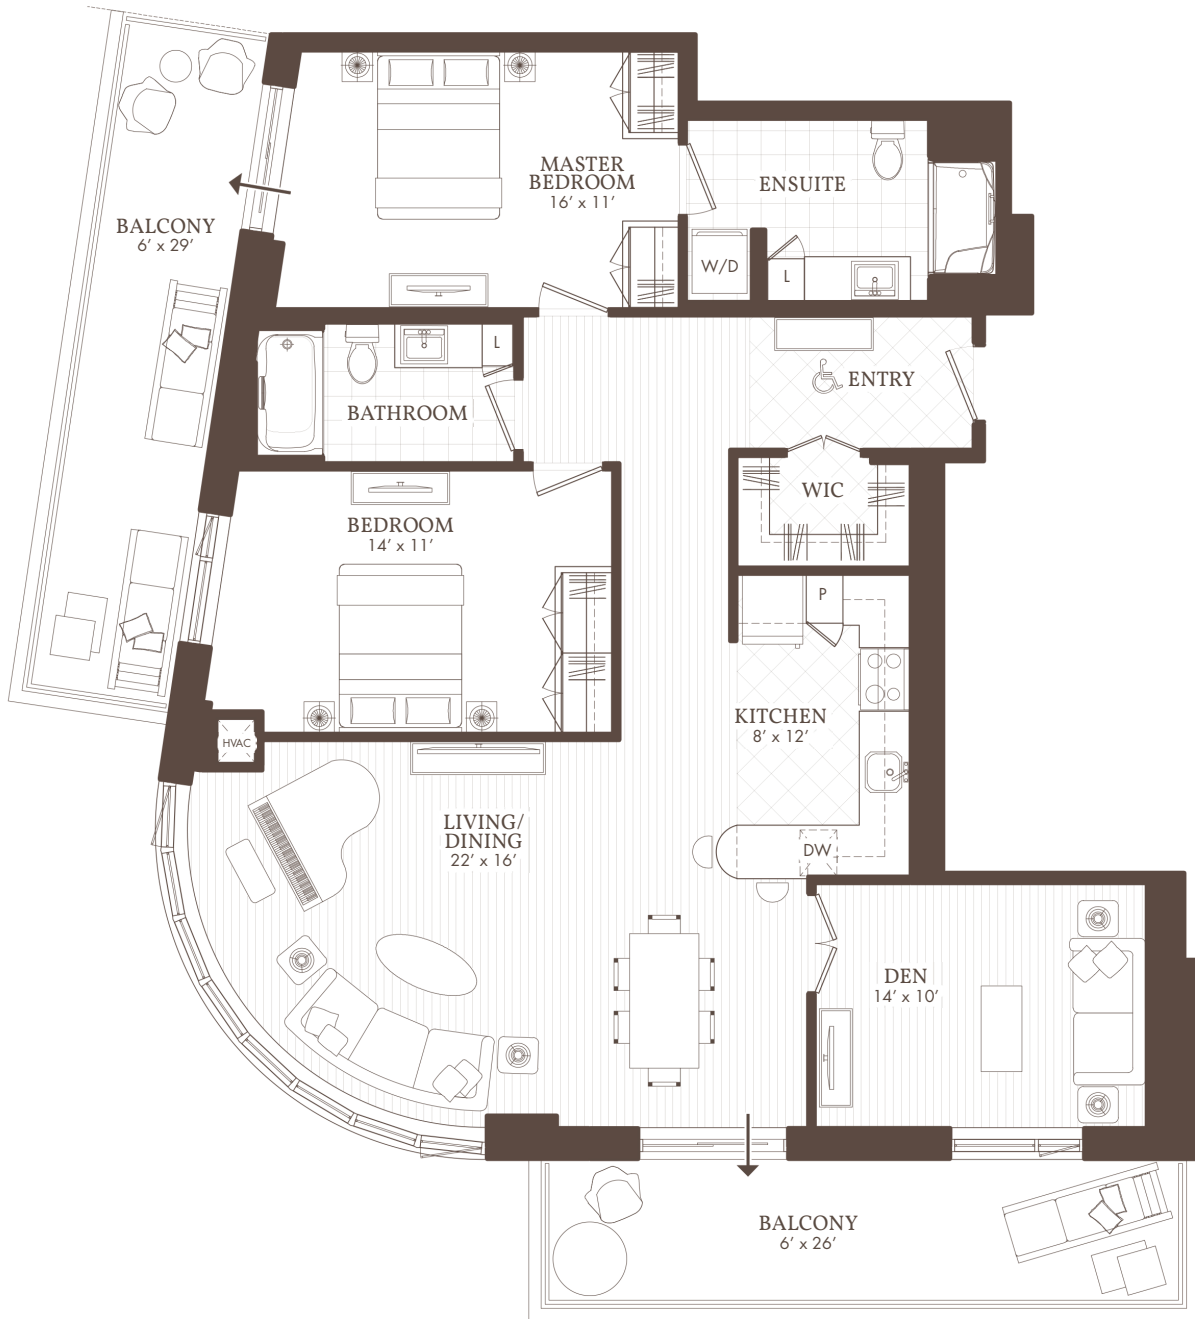 MASTER
BEDROOM
16’ x 11’
ENSUITE
BALCONY
6’ x 29’
W/D
L
L
BATHROOM
ENTRY
WIC
BEDROOM
14’ x 11’
P
KITCHEN
8’ x 12’
HVAC
LIVING/
DINING
22’ x 16’
DW
DEN
14’ x 10’
BALCONY
6’ x 26’